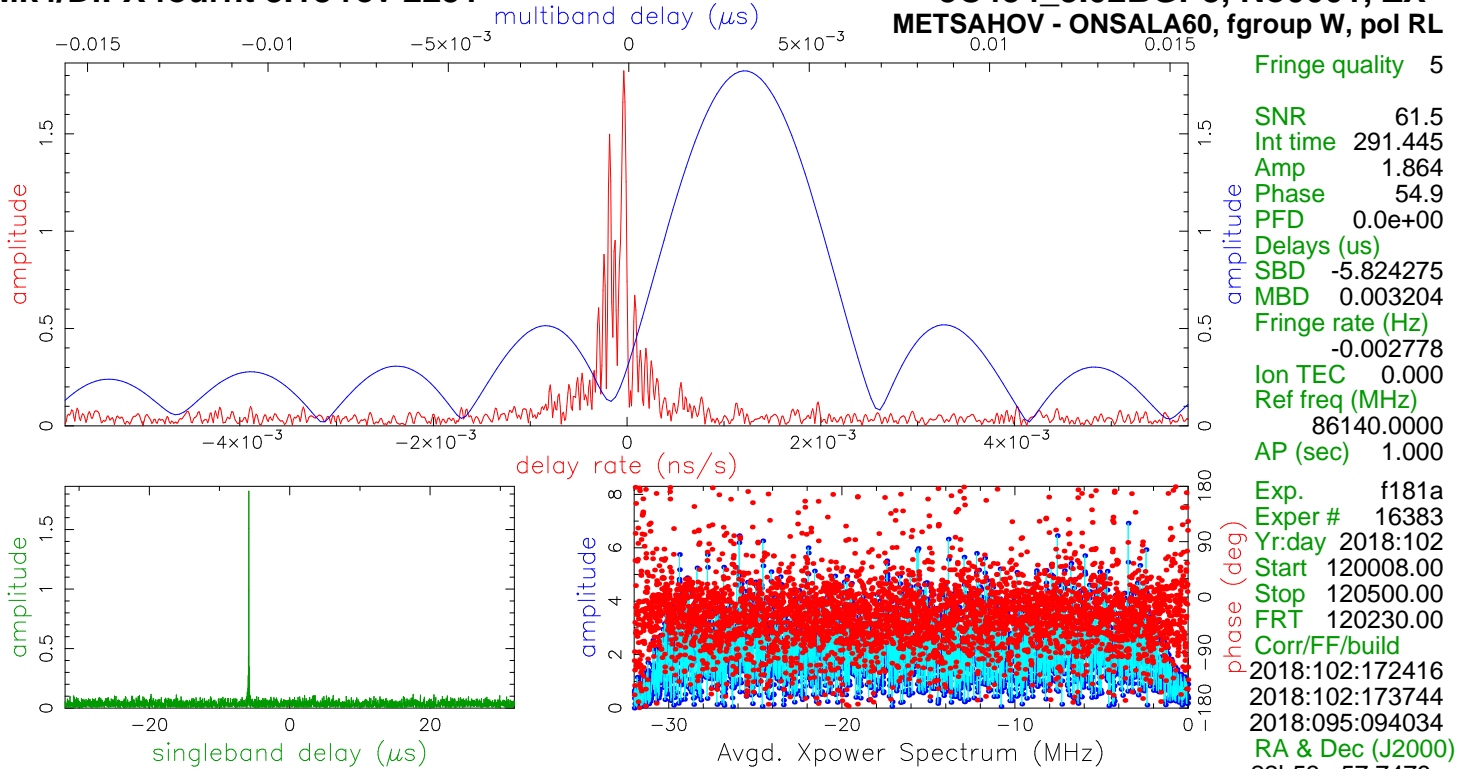 METSAHOV - ONSALA60, fgroup W, pol RL
multiband delay (μs)
−0.015 −0.01 −5×10⁻³ 0 5×10⁻³ 0.01 0.015
amplitude
0 0.5 1 1.5
amplitude
0 0.5 1 1.5
−4×10⁻³ −2×10⁻³ 0 2×10⁻³ 4×10⁻³
delay rate (ns/s)
Fringe quality 5
SNR 61.5
Int time 291.445
Amp 1.864
Phase 54.9
PFD 0.0e+00
Delays (us)
SBD -5.824275
MBD 0.003204
Fringe rate (Hz)
-0.002778
Ion TEC 0.000
Ref freq (MHz)
86140.0000
AP (sec) 1.000
Exp. f181a
Exper # 16383
Yr:day 2018:102
Start 120008.00
Stop 120500.00
FRT 120230.00
Corr/FF/build
2018:102:172416
2018:102:173744
2018:095:094034
RA & Dec (J2000)
amplitude
0 0.5 1 1.5
−20 0 20
singleband delay (μs)
amplitude
0 2 4 6 8
−30 −20 −10 0
Avgd. Xpower Spectrum (MHz)
phase (deg)
−180 −90 0 90 180